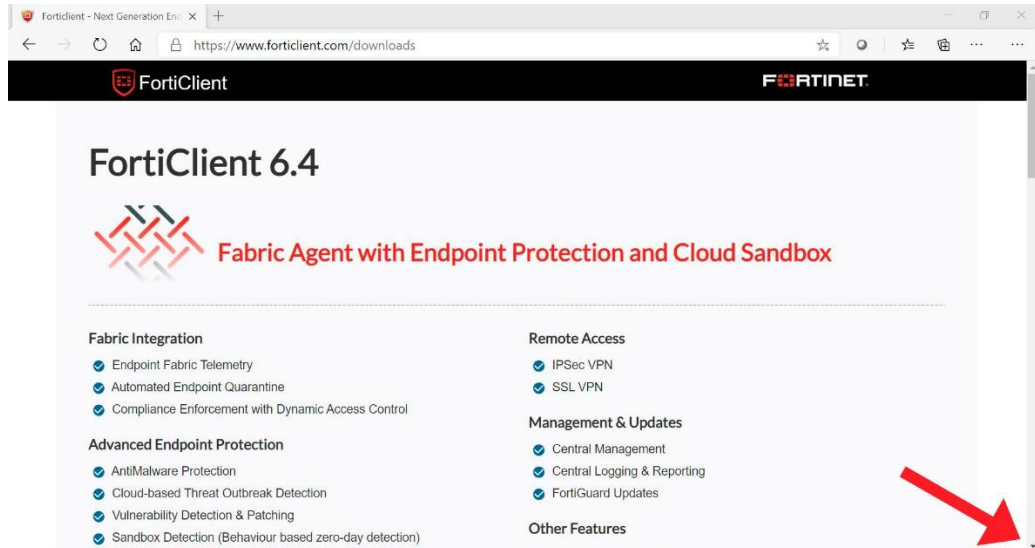 Forticlient - Next Generation End
https://www.forticlient.com/downloads
FortiClient
FORTINET
FortiClient 6.4
Fabric Agent with Endpoint Protection and Cloud Sandbox
Fabric Integration
Endpoint Fabric Telemetry
Automated Endpoint Quarantine
Compliance Enforcement with Dynamic Access Control
Advanced Endpoint Protection
AntiMalware Protection
Cloud-based Threat Outbreak Detection
Vulnerability Detection & Patching
Sandbox Detection (Behaviour based zero-day detection)
Remote Access
IPSec VPN
SSL VPN
Management & Updates
Central Management
Central Logging & Reporting
FortiGuard Updates
Other Features